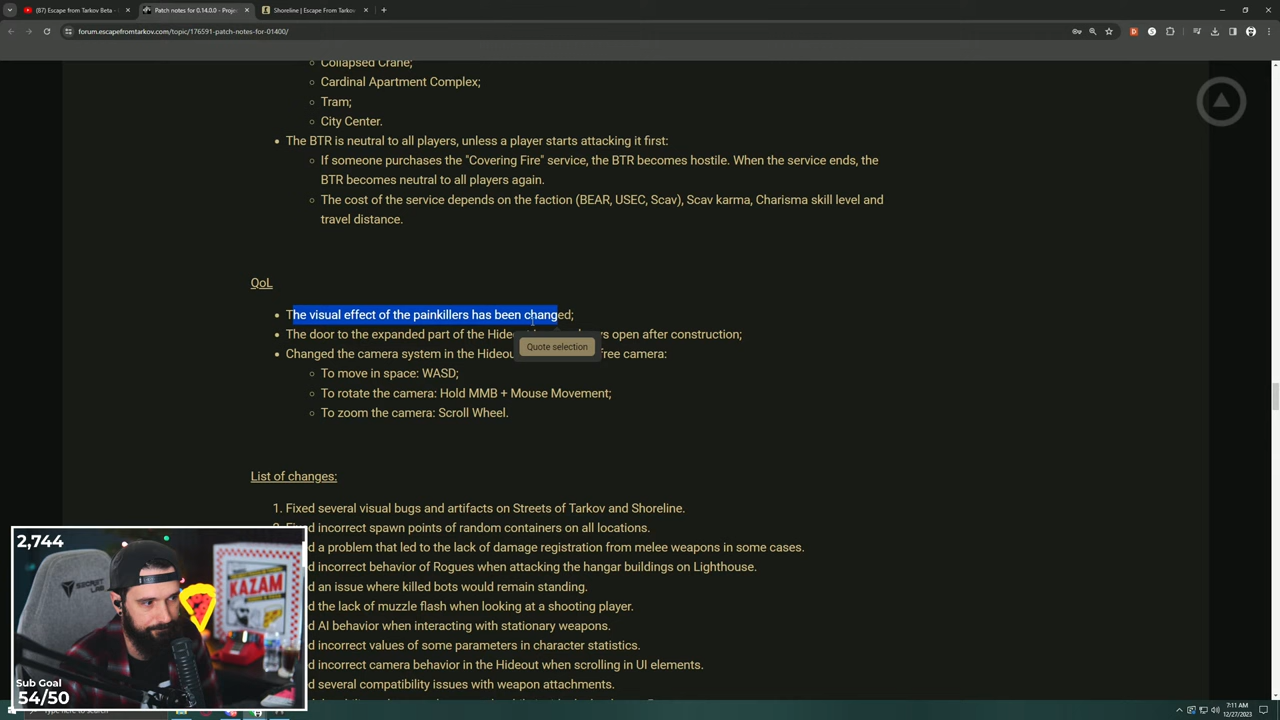 (87) Escape from Tarkov Beta -
Patch notes for 0.14.0.0 - Proje
Shoreline | Escape From Tarkov
forum.escapefromtarkov.com/topic/176591-patch-notes-for-01400/
Collapsed Crane;
Cardinal Apartment Complex;
Tram;
City Center.
The BTR is neutral to all players, unless a player starts attacking it first:
If someone purchases the "Covering Fire" service, the BTR becomes hostile. When the service ends, the
BTR becomes neutral to all players again.
The cost of the service depends on the faction (BEAR, USEC, Scav), Scav karma, Charisma skill level and
travel distance.
QoL
The visual effect of the painkillers has been changed;
The door to the expanded part of the Hide
s open after construction;
Quote selection
Changed the camera system in the Hideou
free camera:
To move in space: WASD;
To rotate the camera: Hold MMB + Mouse Movement;
To zoom the camera: Scroll Wheel.
List of changes:
1. Fixed several visual bugs and artifacts on Streets of Tarkov and Shoreline.
incorrect spawn points of random containers on all locations.
d a problem that led to the lack of damage registration from melee weapons in some cases.
d incorrect behavior of Rogues when attacking the hangar buildings on Lighthouse.
d an issue where killed bots would remain standing.
d the lack of muzzle flash when looking at a shooting player.
d AI behavior when interacting with stationary weapons.
d incorrect values of some parameters in character statistics.
d incorrect camera behavior in the Hideout when scrolling in UI elements.
d several compatibility issues with weapon attachments.
2,744
SECRETLAB
KAZAM
Sub Goal
54/50
Type here to search
7:11 AM
12/27/2023